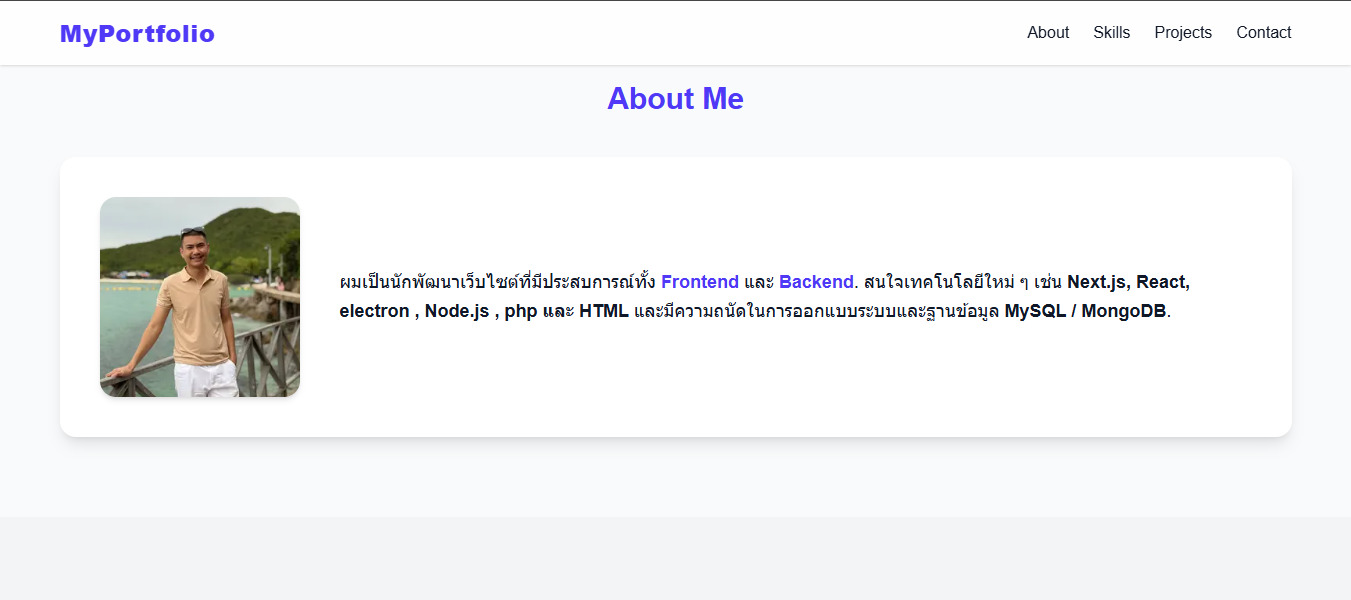 MyPortfolio
About Skills Projects Contact
About Me
ผมเป็นนักพัฒนาเว็บไซต์ที่มีประสบการณ์ทั้ง Frontend และ Backend. สนใจเทคโนโลยีใหม่ ๆ เช่น Next.js, React,
electron , Node.js , php และ HTML และมีความถนัดในการออกแบบระบบและฐานข้อมูล MySQL / MongoDB.